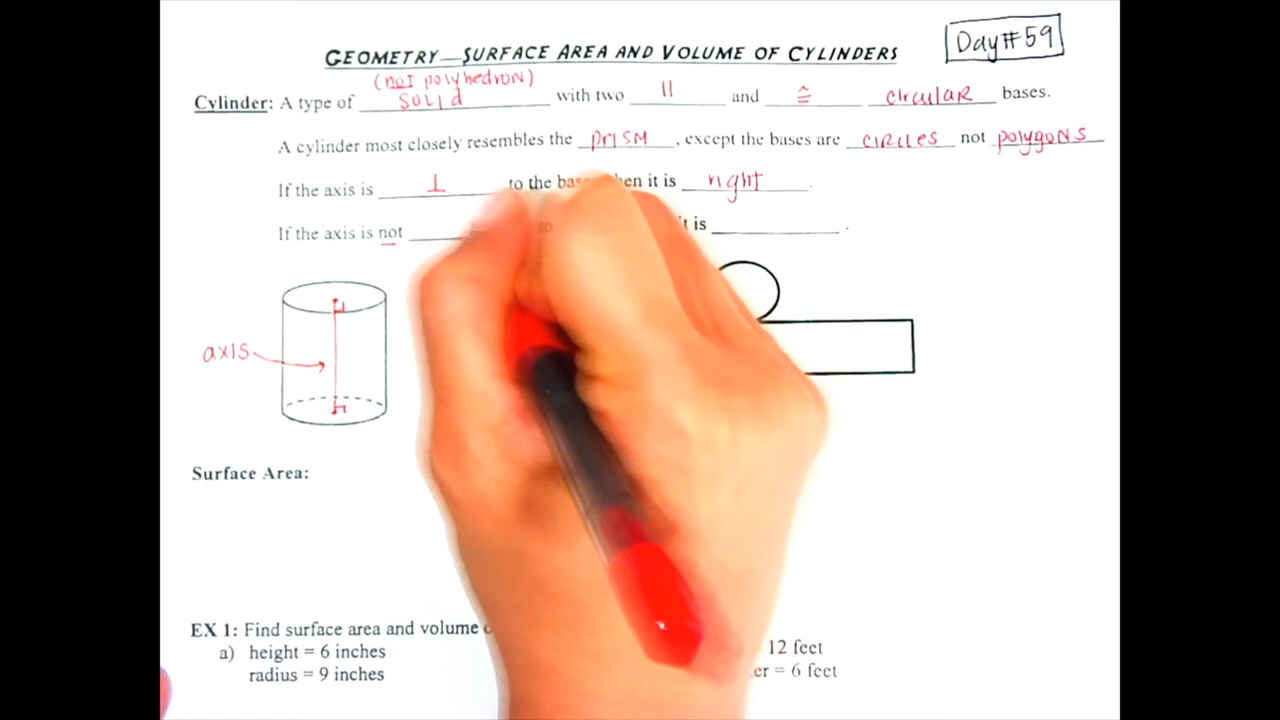 GEOMETRY—SURFACE AREA AND VOLUME OF CYLINDERS
Day# 59
(not polyhedron)
Cylinder: A type of solid with two || and ≅ circular bases.
A cylinder most closely resembles the prism, except the bases are circles not polygons
If the axis is ⊥ to the bases then it is right.
If the axis is not to it is .
axis
Surface Area:
EX 1: Find surface area and volume
a) height = 6 inches
radius = 9 inches
12 feet
= 6 feet